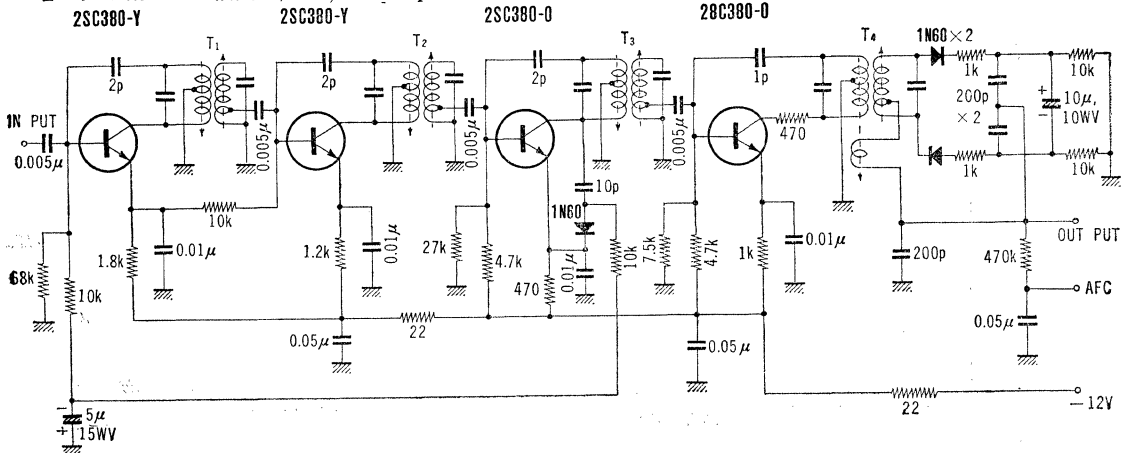 2SC380-Y
2SC380-Y
2SC380-O
28C380-O
T1
T2
T3
T4
1N60×2
2p
2p
2p
1p
1k
10k
200p
×2
10μ,
10WV
+
−
1N PUT
0.005μ
0.005μ
0.005μ
0.005μ
470
1k
10k
10p
1N60
10k
0.01μ
1.8k
1.2k
0.01μ
27k
4.7k
470
0.01μ
10k
7.5k
4.7k
1k
0.01μ
200p
OUT PUT
470k
AFC
68k
10k
0.05μ
22
0.05μ
0.05μ
22
−12V
−
+
5μ
15WV